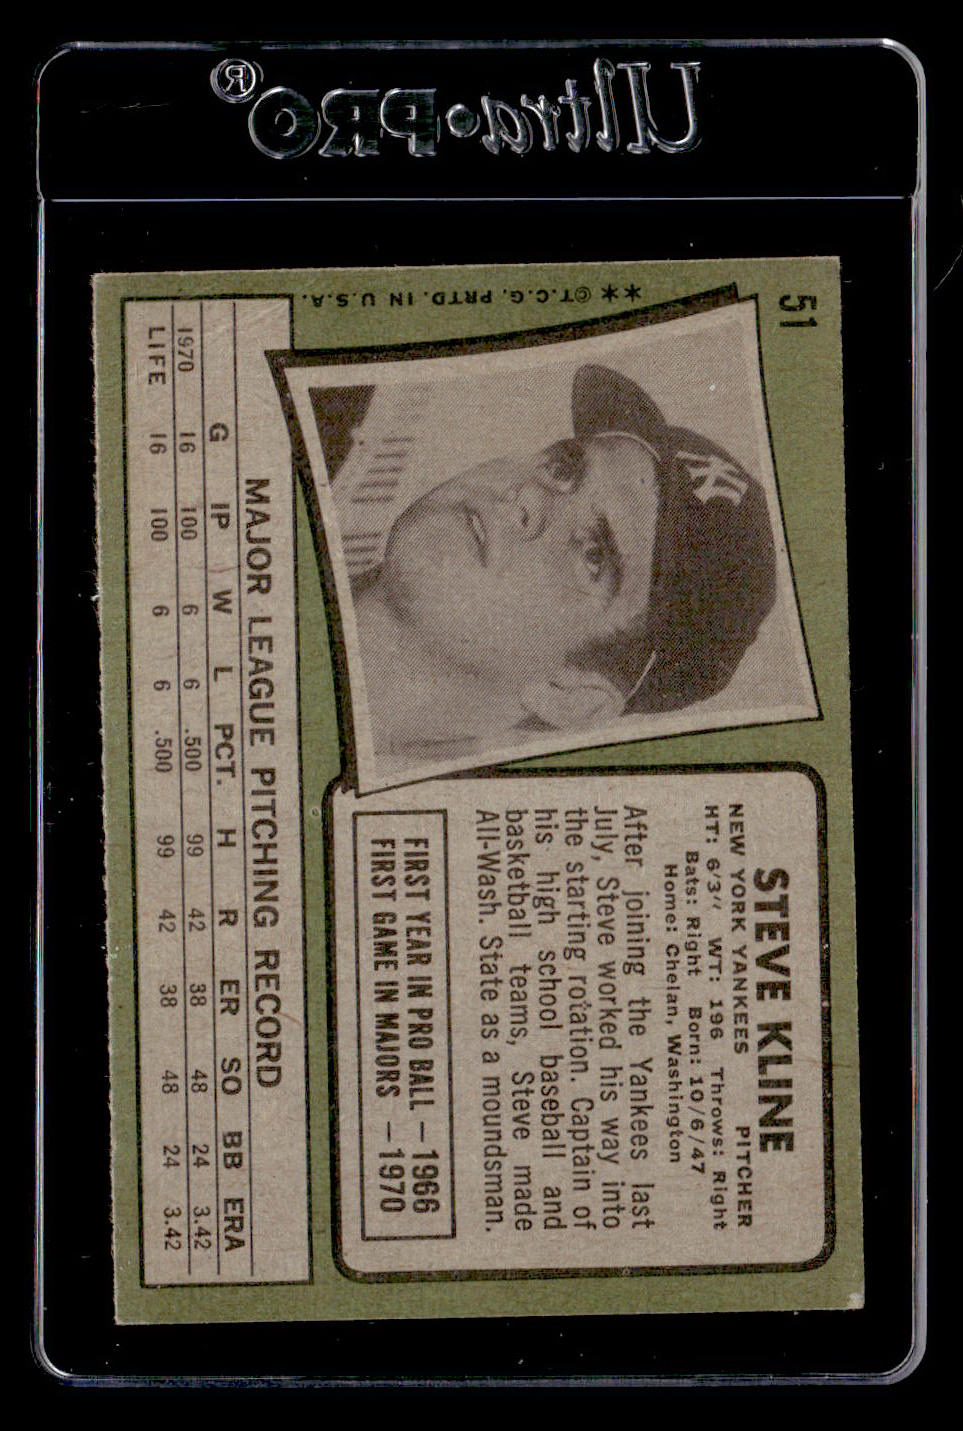 Ultra•PRO®
51
** ©T.C.G. PRTD. IN U.S.A.
NY
STEVE KLINE
NEW YORK YANKEES PITCHER
HT: 6'3" WT: 196 Throws: Right
Bats: Right Born: 10/6/47
Home: Chelan, Washington
After joining the Yankees last
July, Steve worked his way into
the starting rotation. Captain of
his high school baseball and
basketball teams, Steve made
All-Wash. State as a moundsman.
FIRST YEAR IN PRO BALL — 1966
FIRST GAME IN MAJORS — 1970
MAJOR LEAGUE PITCHING RECORD
G IP W L PCT. H R ER SO BB ERA
1970 16 100 6 6 .500 99 42 38 48 24 3.42
LIFE 16 100 6 6 .500 99 42 38 48 24 3.42